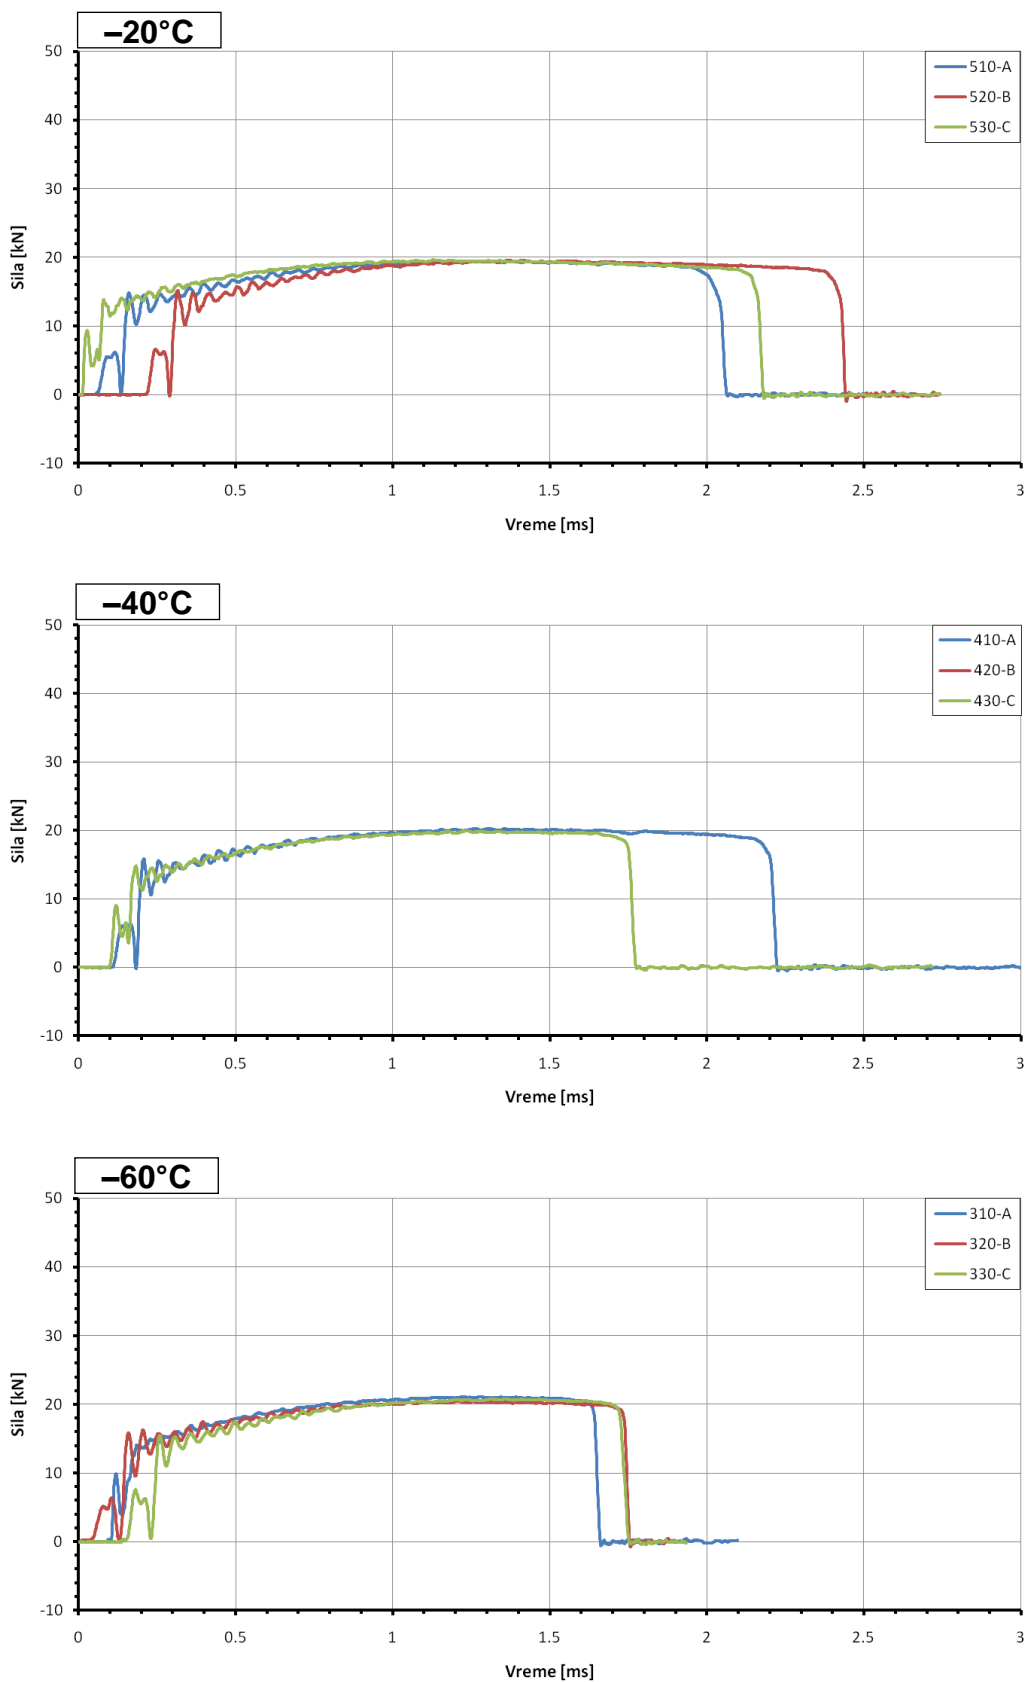 –20°C
50
40
30
20
10
0
-10
Sila [kN]
510-A
520-B
530-C
0 0.5 1 1.5 2 2.5 3
Vreme [ms]
–40°C
50
40
30
20
10
0
-10
Sila [kN]
410-A
420-B
430-C
0 0.5 1 1.5 2 2.5 3
Vreme [ms]
–60°C
50
40
30
20
10
0
-10
Sila [kN]
310-A
320-B
330-C
0 0.5 1 1.5 2 2.5 3
Vreme [ms]